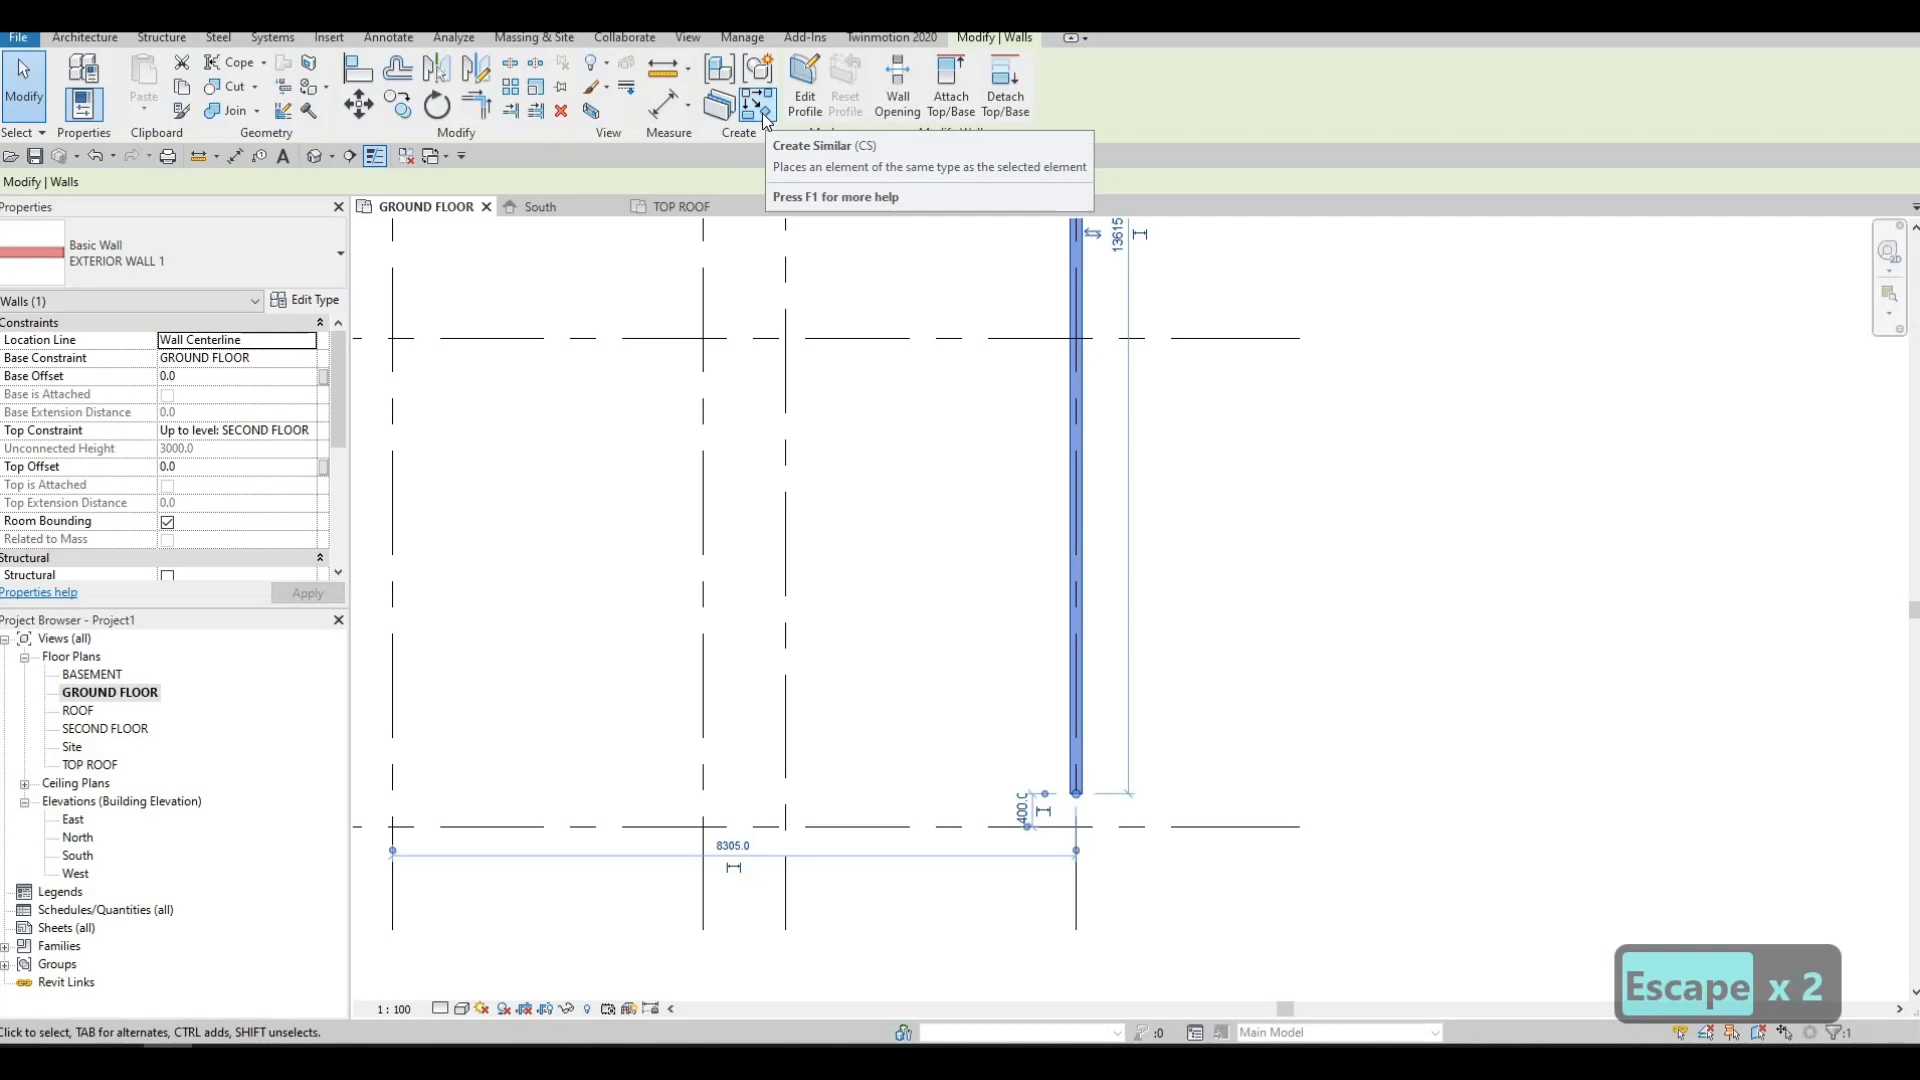 File Architecture Structure Steel Systems Insert Annotate Analyze Massing & Site Collaborate View Manage Add-Ins Twinmotion 2020 Modify | Walls
Modify
Paste
Cope
Cut
Join
Edit Profile
Reset Profile
Wall Opening
Attach Top/Base
Detach Top/Base
Select Properties Clipboard Geometry Modify View Measure Create
Create Similar (CS)
Places an element of the same type as the selected element
Press F1 for more help
Modify | Walls
Properties
GROUND FLOOR South TOP ROOF
Basic Wall
EXTERIOR WALL 1
Walls (1) Edit Type
Constraints
Location Line Wall Centerline
Base Constraint GROUND FLOOR
Base Offset 0.0
Base is Attached
Base Extension Distance 0.0
Top Constraint Up to level: SECOND FLOOR
Unconnected Height 3000.0
Top Offset 0.0
Top is Attached
Top Extension Distance 0.0
Room Bounding
Related to Mass
Structural
Structural
Properties help Apply
Project Browser - Project1
Views (all)
Floor Plans
BASEMENT
GROUND FLOOR
ROOF
SECOND FLOOR
Site
TOP ROOF
Ceiling Plans
Elevations (Building Elevation)
East
North
South
West
Legends
Schedules/Quantities (all)
Sheets (all)
Families
Groups
Revit Links
13615
400.0
8305.0
2D
Escape x 2
1 : 100
Click to select, TAB for alternates, CTRL adds, SHIFT unselects.
:0
Main Model
:1